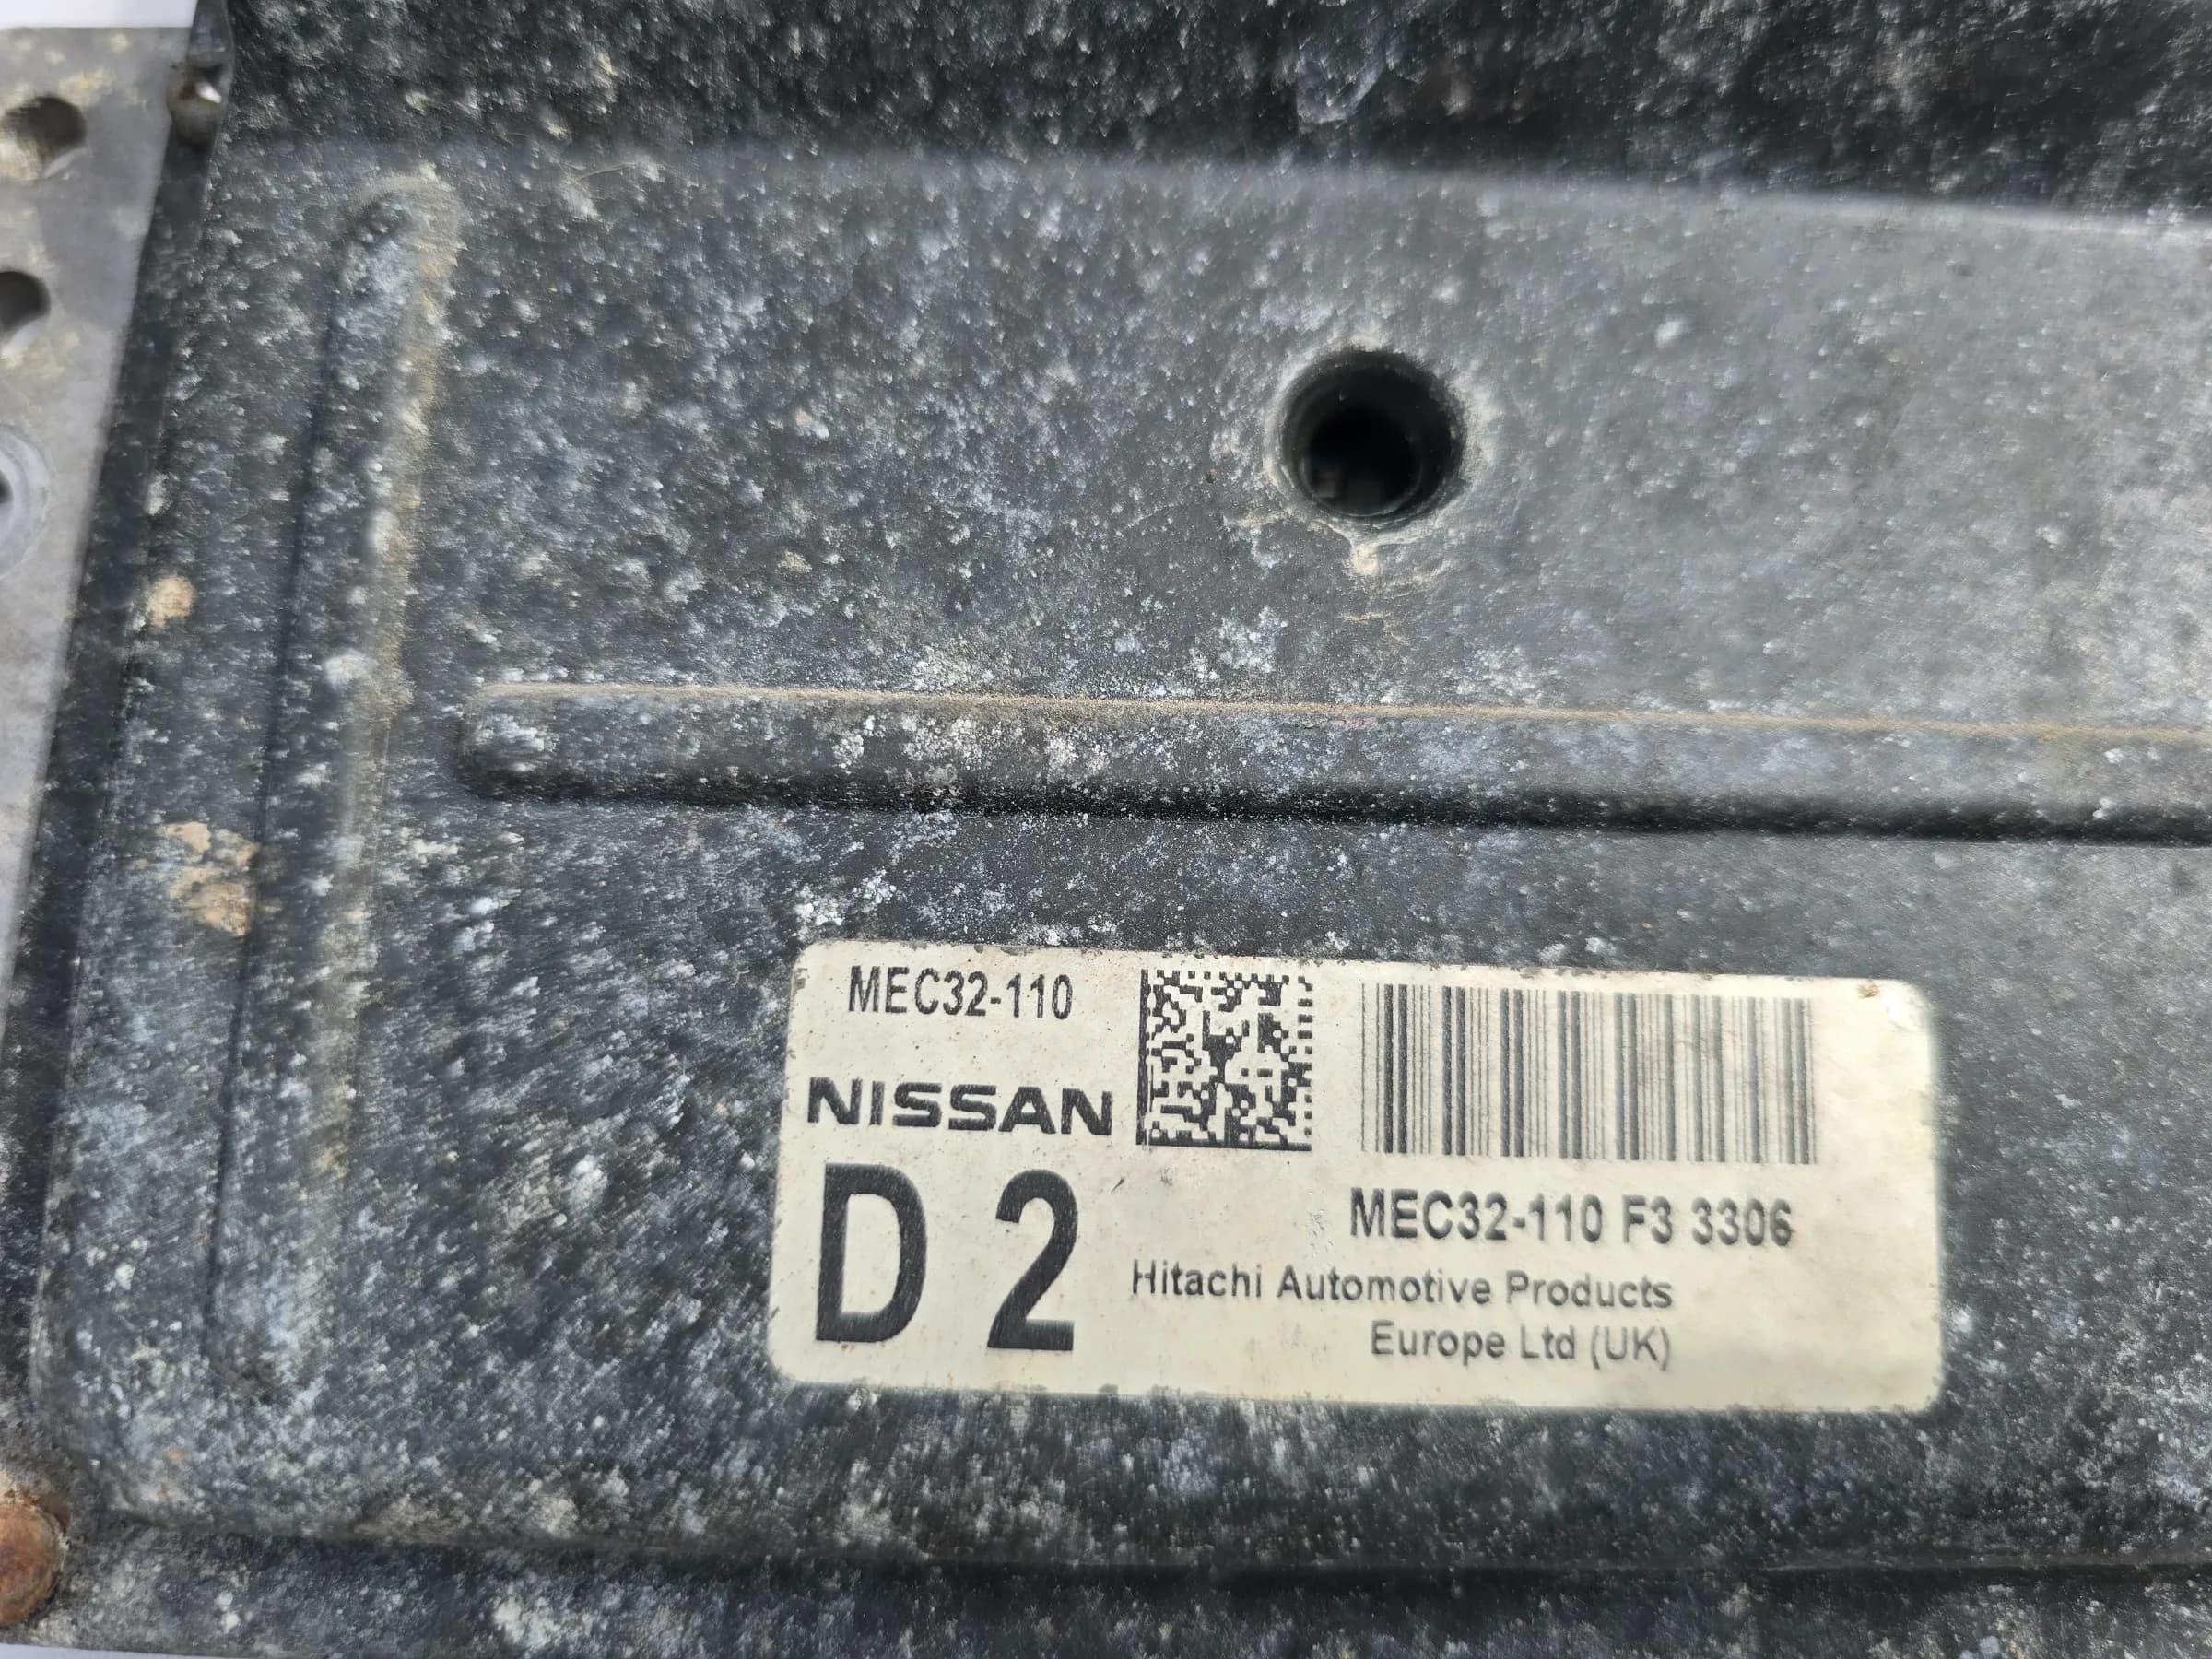 MEC32-110
NISSAN
D 2
MEC32-110 F3 3306
Hitachi Automotive Products
Europe Ltd (UK)